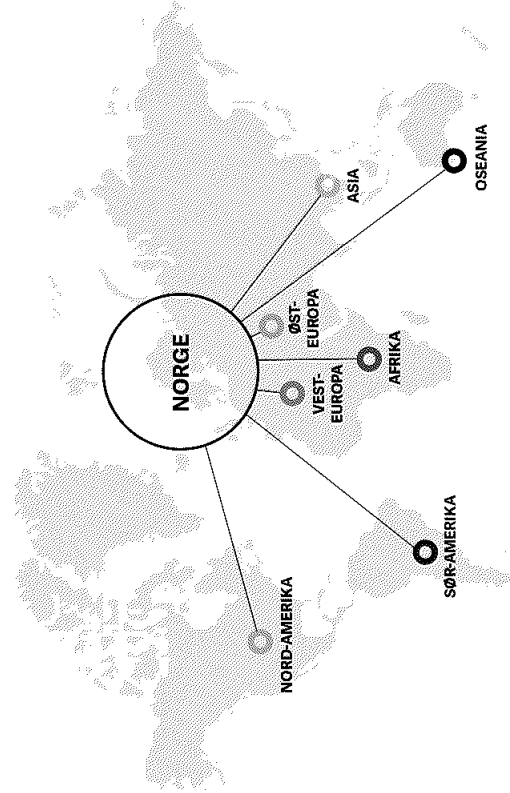 NORGE
NORD-AMERIKA
SØR-AMERIKA
VEST-
EUROPA
ØST-
EUROPA
AFRIKA
ASIA
OSEANIA